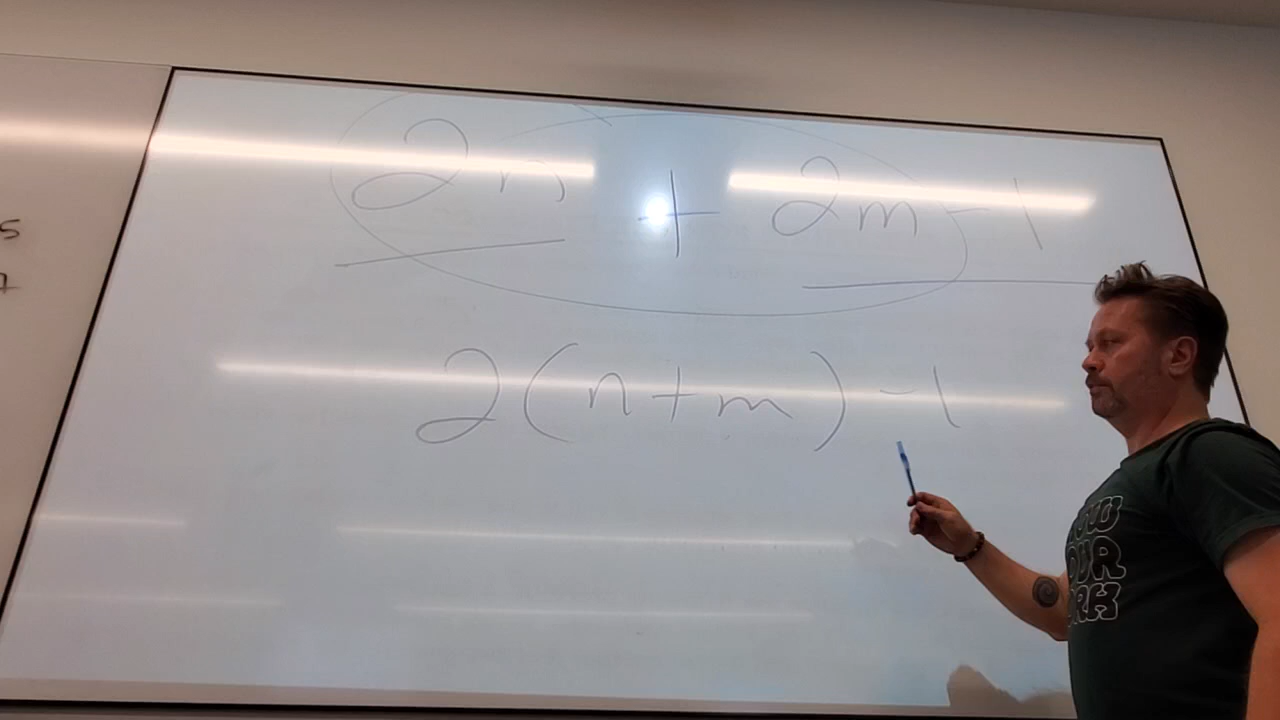 2n + 2m - 1
2(n+m) - 1
s